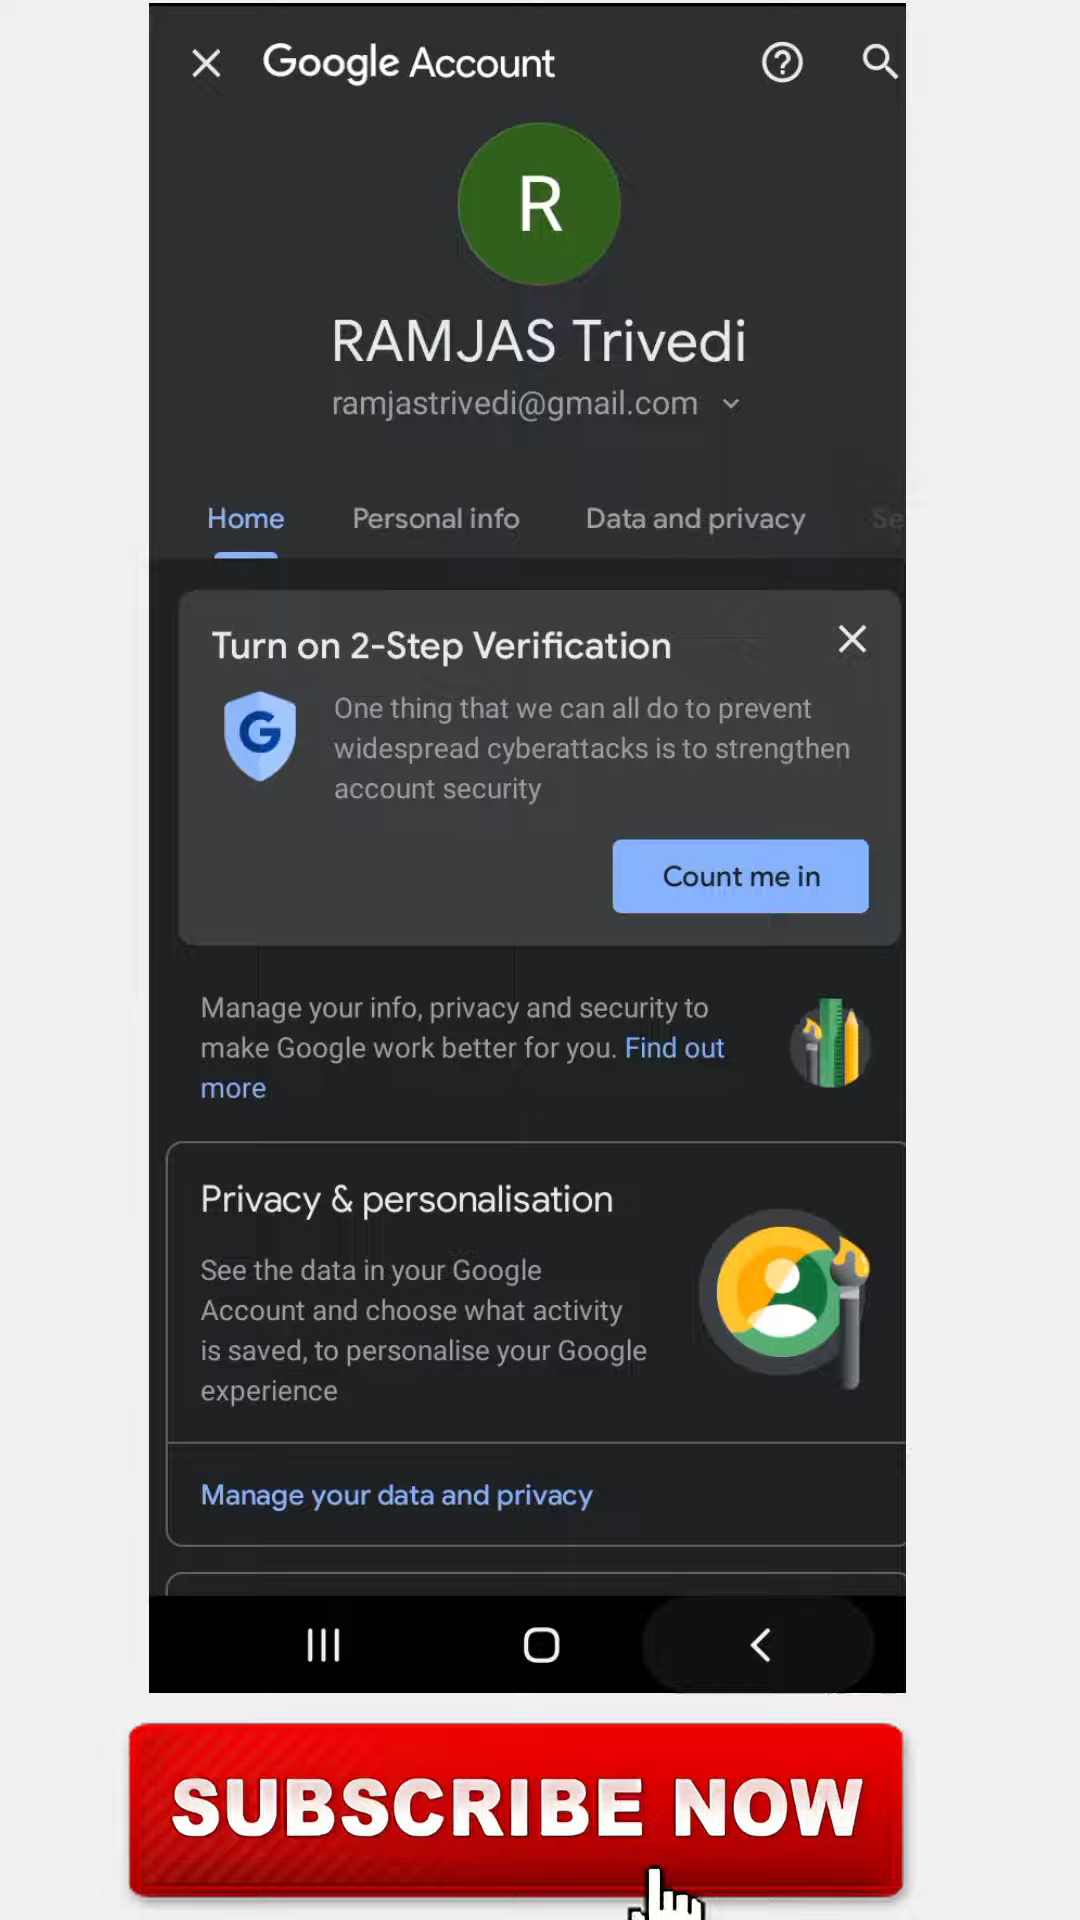 Google Account
R
RAMJAS Trivedi
ramjastrivedi@gmail.com
Home Personal info Data and privacy Se
Turn on 2-Step Verification
G
One thing that we can all do to prevent
widespread cyberattacks is to strengthen
account security
Count me in
Manage your info, privacy and security to
make Google work better for you. Find out
more
Privacy & personalisation
See the data in your Google
Account and choose what activity
is saved, to personalise your Google
experience
Manage your data and privacy
SUBSCRIBE NOW